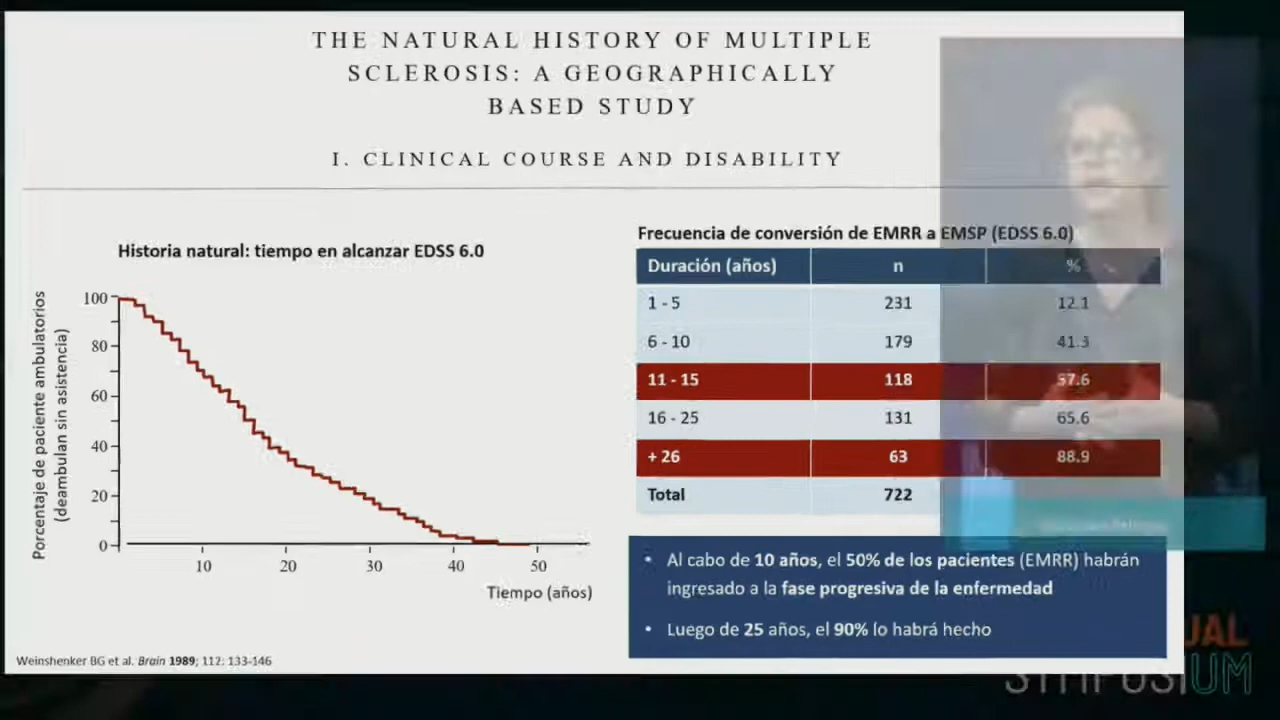 THE NATURAL HISTORY OF MULTIPLE
SCLEROSIS: A GEOGRAPHICALLY
BASED STUDY
I. CLINICAL COURSE AND DISABILITY
Historia natural: tiempo en alcanzar EDSS 6.0
Porcentaje de paciente ambulatorios
(deambulan sin asistencia)
100
80
60
40
20
0
10 20 30 40 50
Tiempo (años)
Frecuencia de conversión de EMRR a EMSP (EDSS 6.0)
Duración (años) n %
1 - 5 231 12.1
6 - 10 179 41.3
11 - 15 118 57.6
16 - 25 131 65.6
+ 26 63 88.9
Total 722
• Al cabo de 10 años, el 50% de los pacientes (EMRR) habrán
ingresado a la fase progresiva de la enfermedad
• Luego de 25 años, el 90% lo habrá hecho
Weinshenker BG et al. Brain 1989; 112: 133-146
UAL
SYMPOSIUM